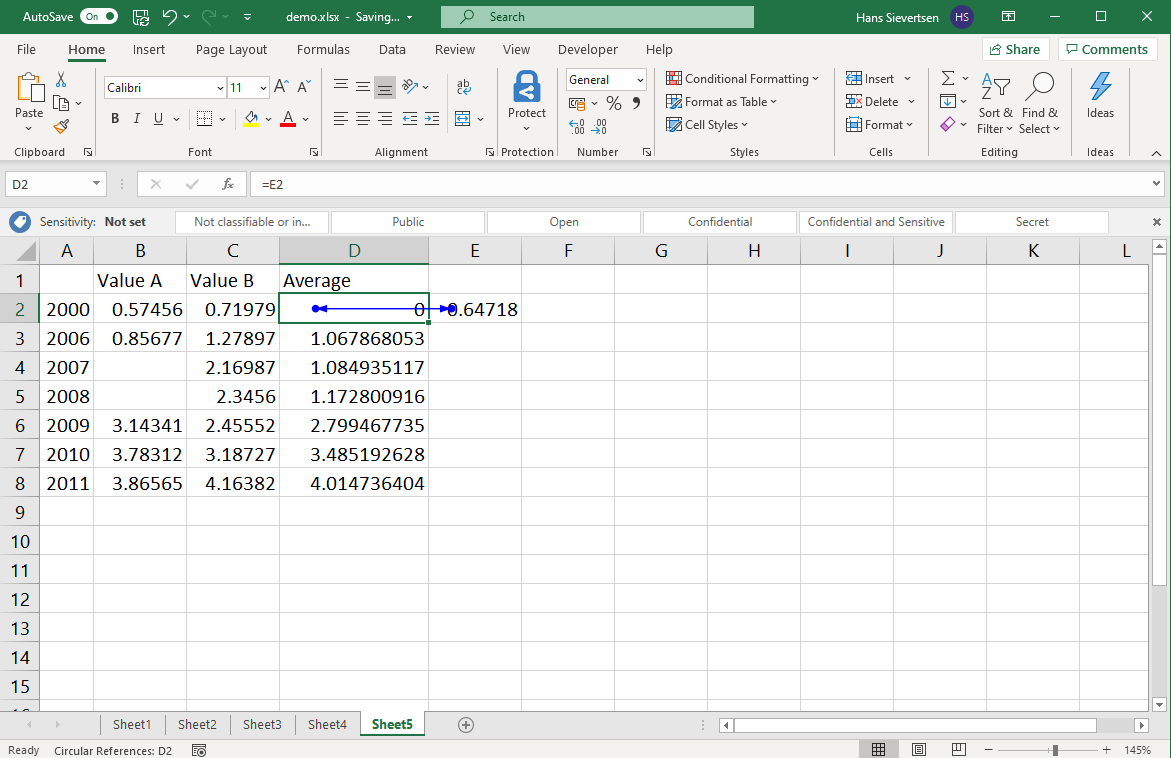 AutoSave On demo.xlsx - Saving... Search Hans Sievertsen HS
File Home Insert Page Layout Formulas Data Review View Developer Help Share Comments
Calibri 11 General Conditional Formatting Insert
Paste B I U ab Protect % Format as Table Delete Sort & Filter Find & Select Ideas
Cell Styles Format
Clipboard Font Alignment Protection Number Styles Cells Editing Ideas
D2 fx =E2
Sensitivity: Not set Not classifiable or in... Public Open Confidential Confidential and Sensitive Secret
A B C D E F G H I J K L
1 Value A Value B Average
2 2000 0.57456 0.71979 0 0.64718
3 2006 0.85677 1.27897 1.067868053
4 2007 2.16987 1.084935117
5 2008 2.3456 1.172800916
6 2009 3.14341 2.45552 2.799467735
7 2010 3.78312 3.18727 3.485192628
8 2011 3.86565 4.16382 4.014736404
9
10
11
12
13
14
15
Sheet1 Sheet2 Sheet3 Sheet4 Sheet5
Ready Circular References: D2 145%